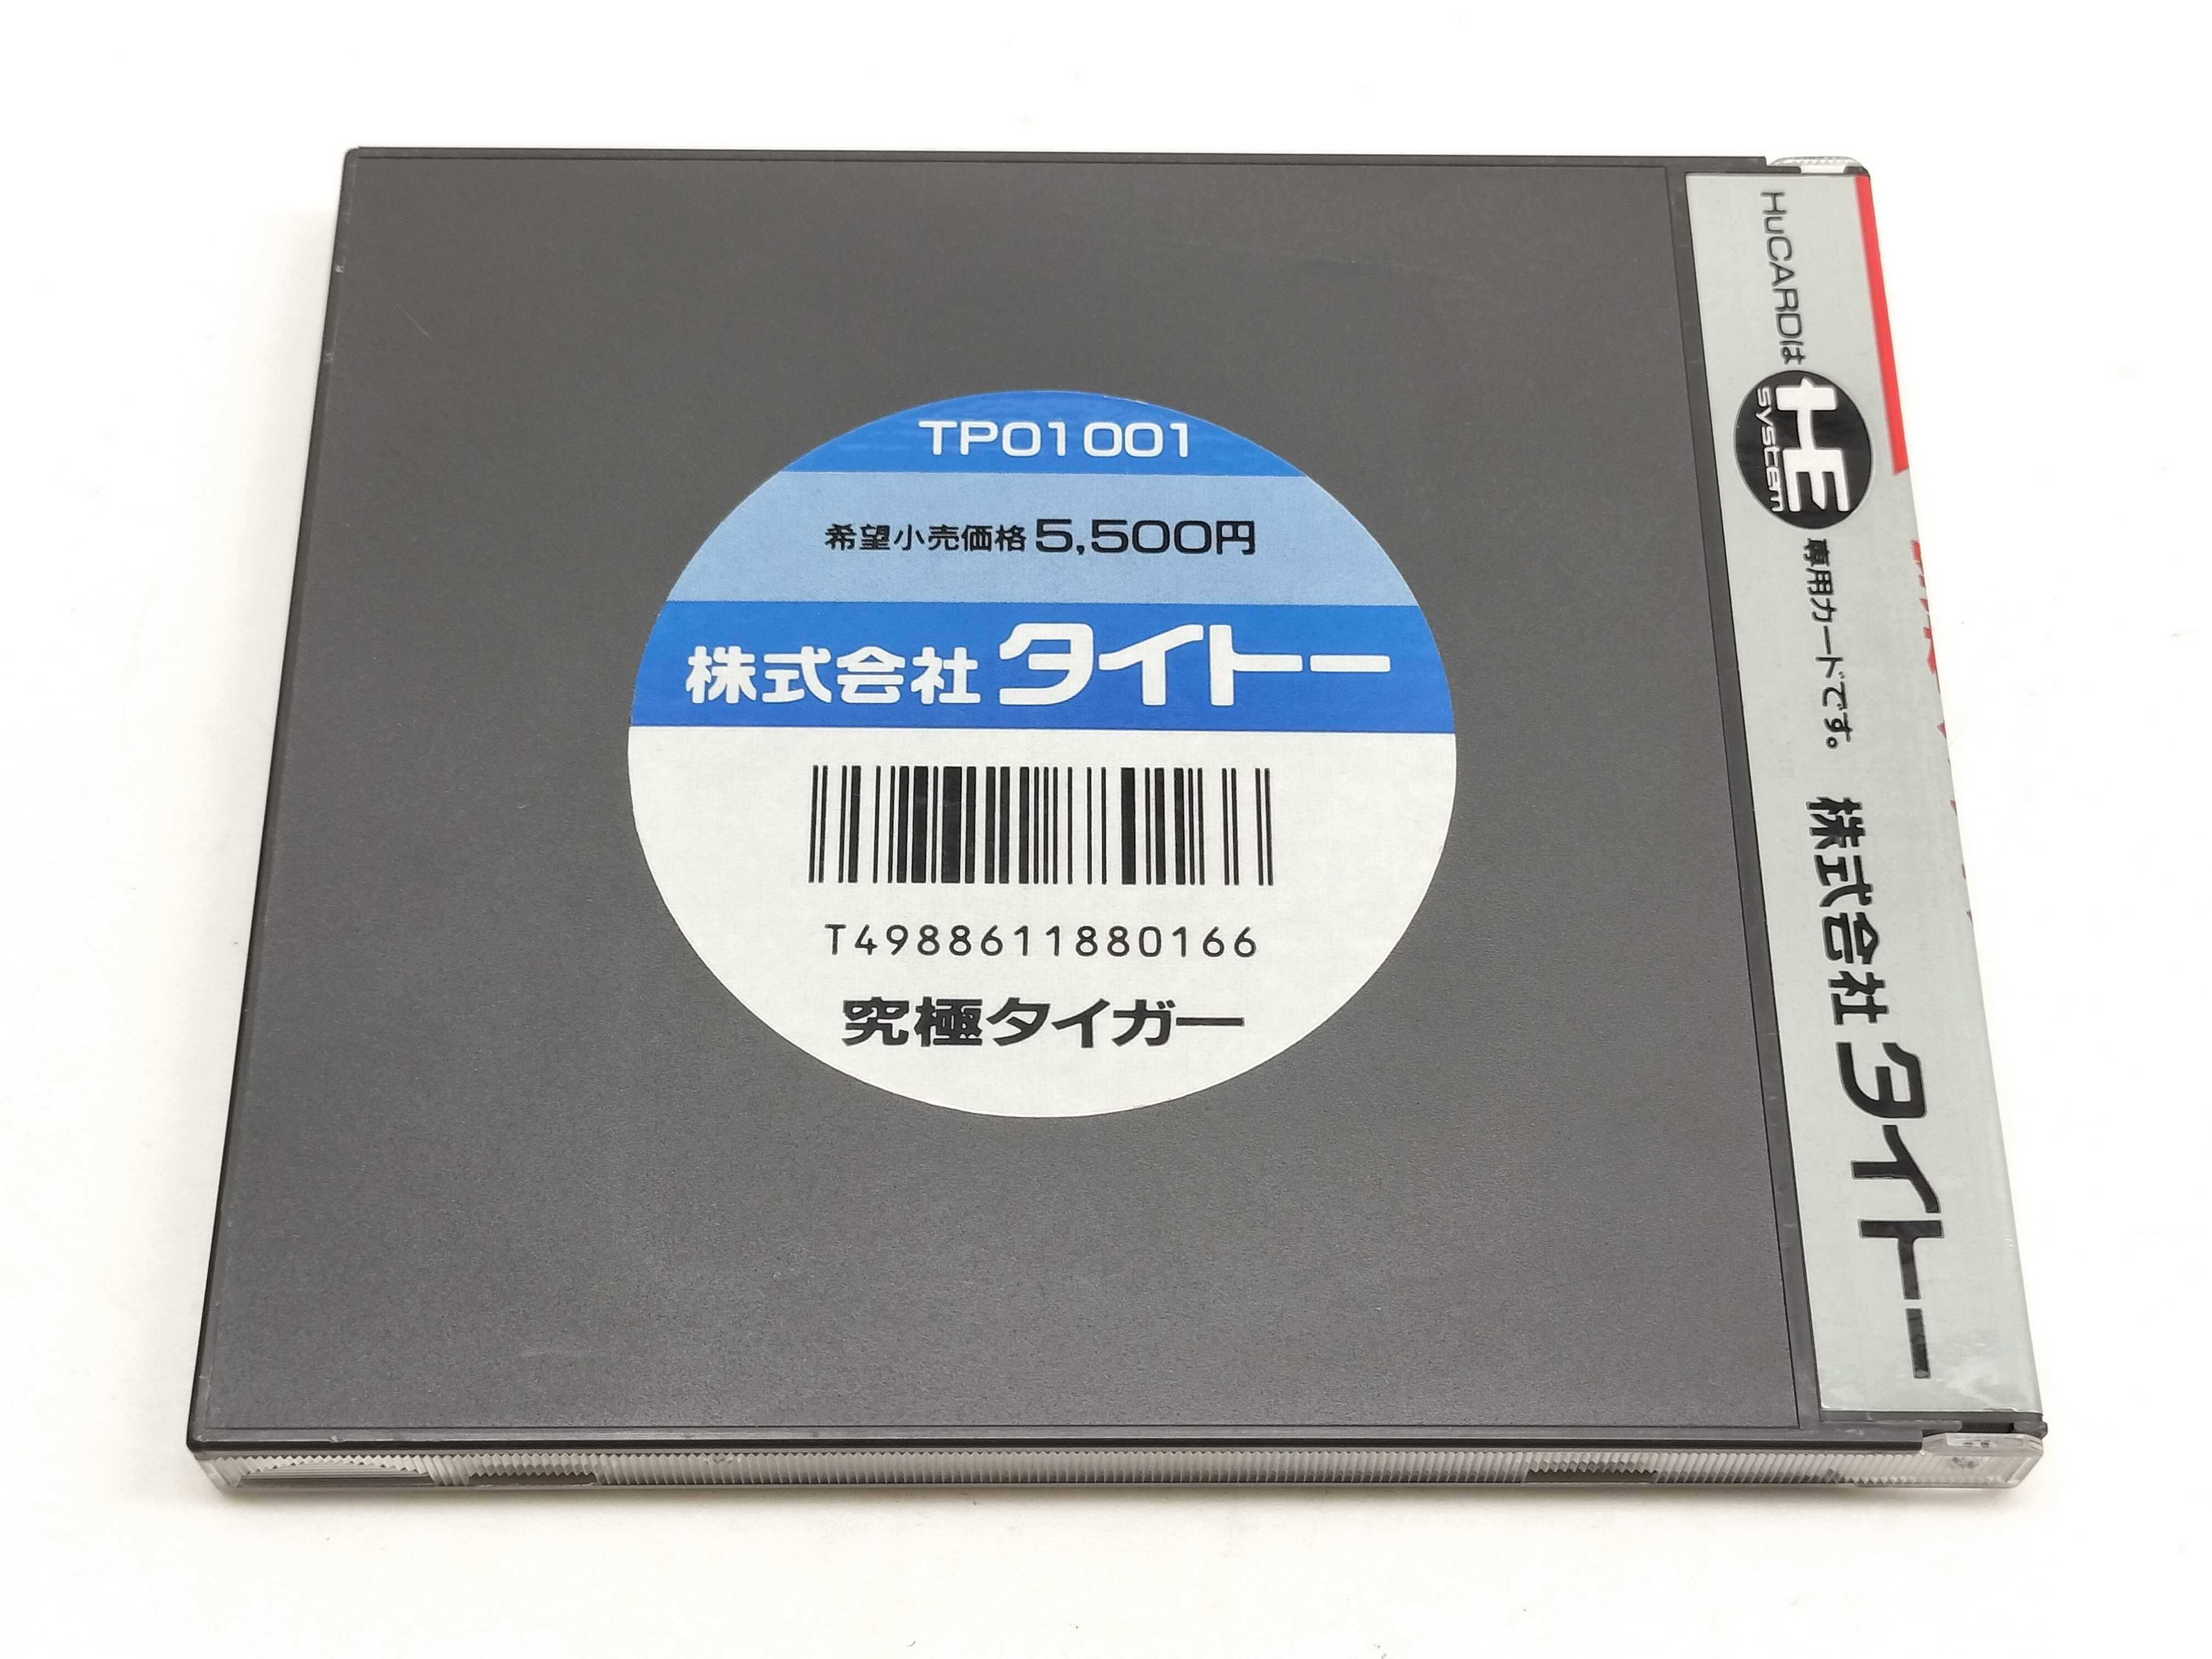 TP01001
希望小売価格5,500円
株式会社タイトー
T4988611880166
究極タイガー
HuCARDは HE system 専用カードです。 株式会社タイトー